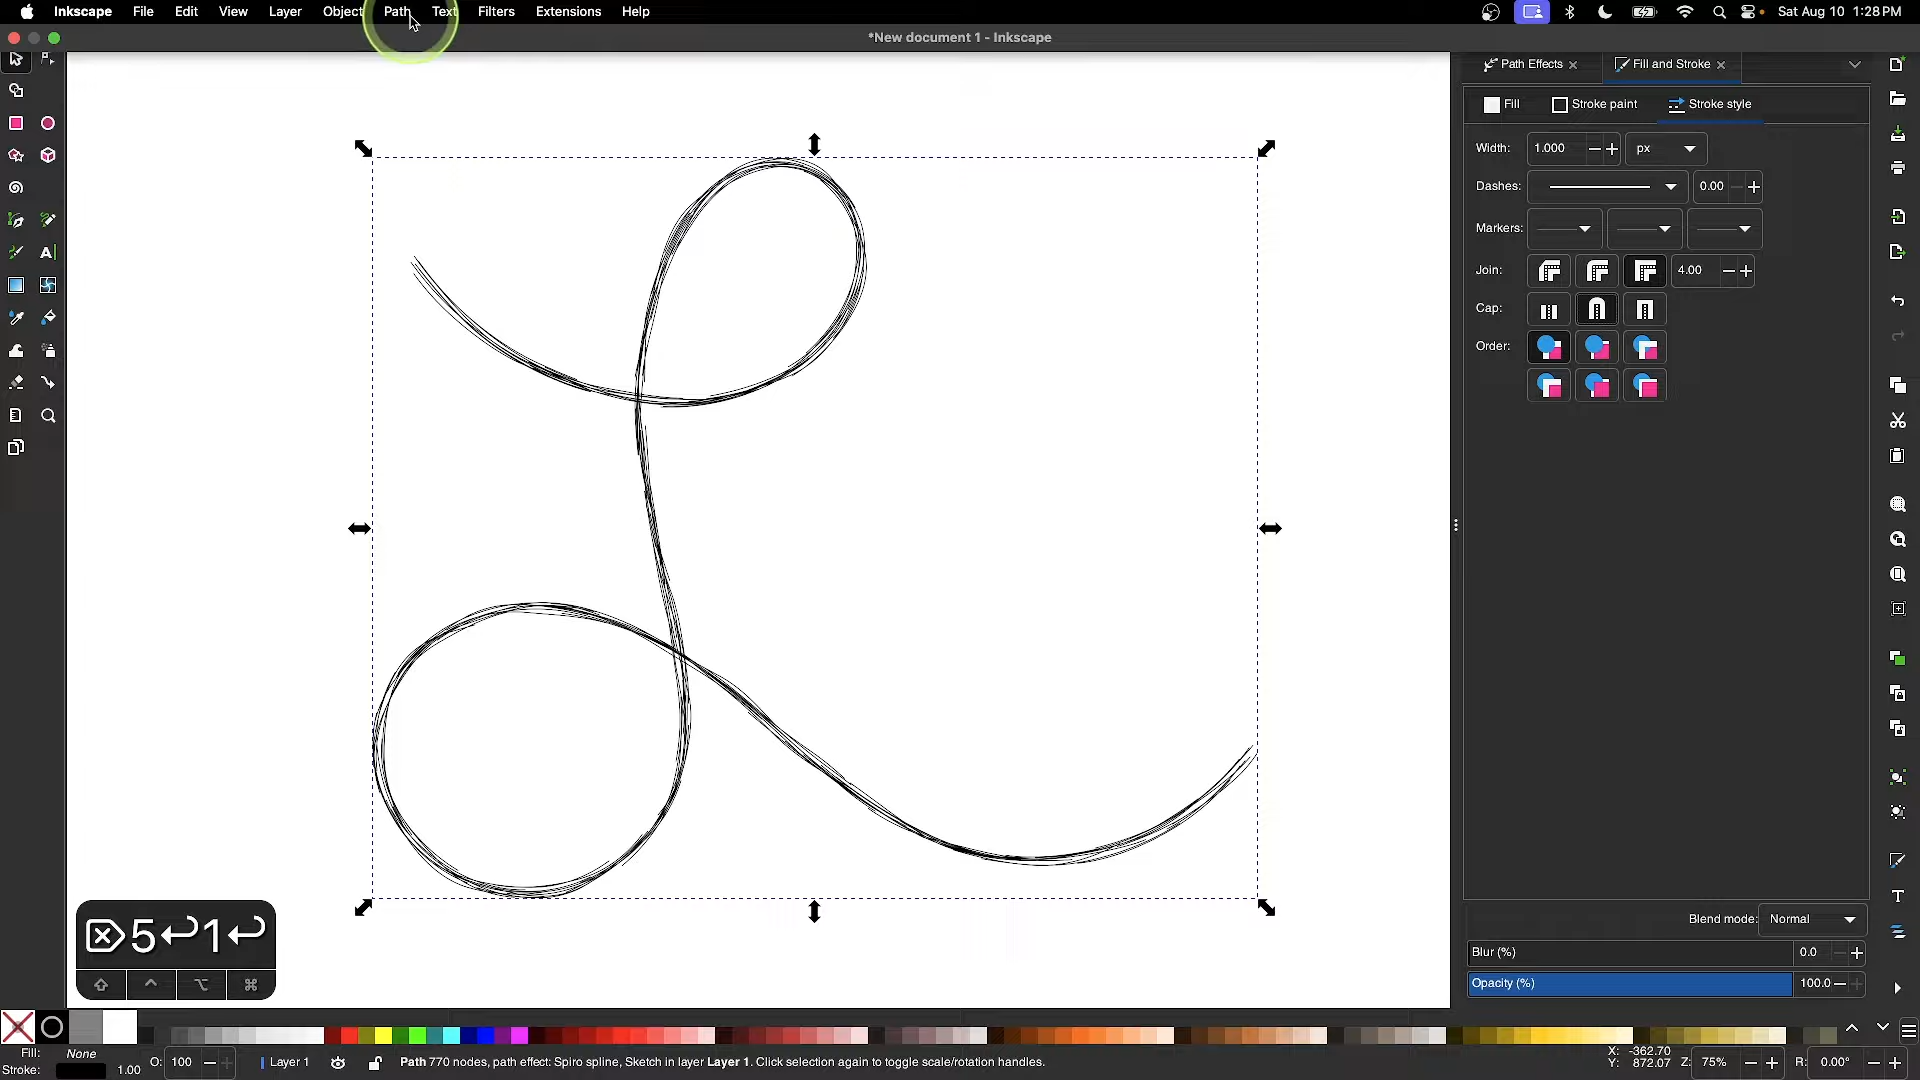 Inkscape File Edit View Layer Object Path Text Filters Extensions Help Sat Aug 10 1:28 PM
*New document 1 - Inkscape
Path Effects Fill and Stroke
Fill Stroke paint Stroke style
Width: 1.000 px
Dashes: 0.00
Markers:
Join: 4.00
Cap:
Order:
5↩1↩
Blend mode: Normal
Blur (%) 0.0
Opacity (%) 100.0
Fill: None
Stroke: 1.00
O: 100
Layer 1
Path 770 nodes, path effect: Spiro spline, Sketch in layer Layer 1. Click selection again to toggle scale/rotation handles.
X: -362.70
Y: 872.07
Z: 75%
R: 0.00°